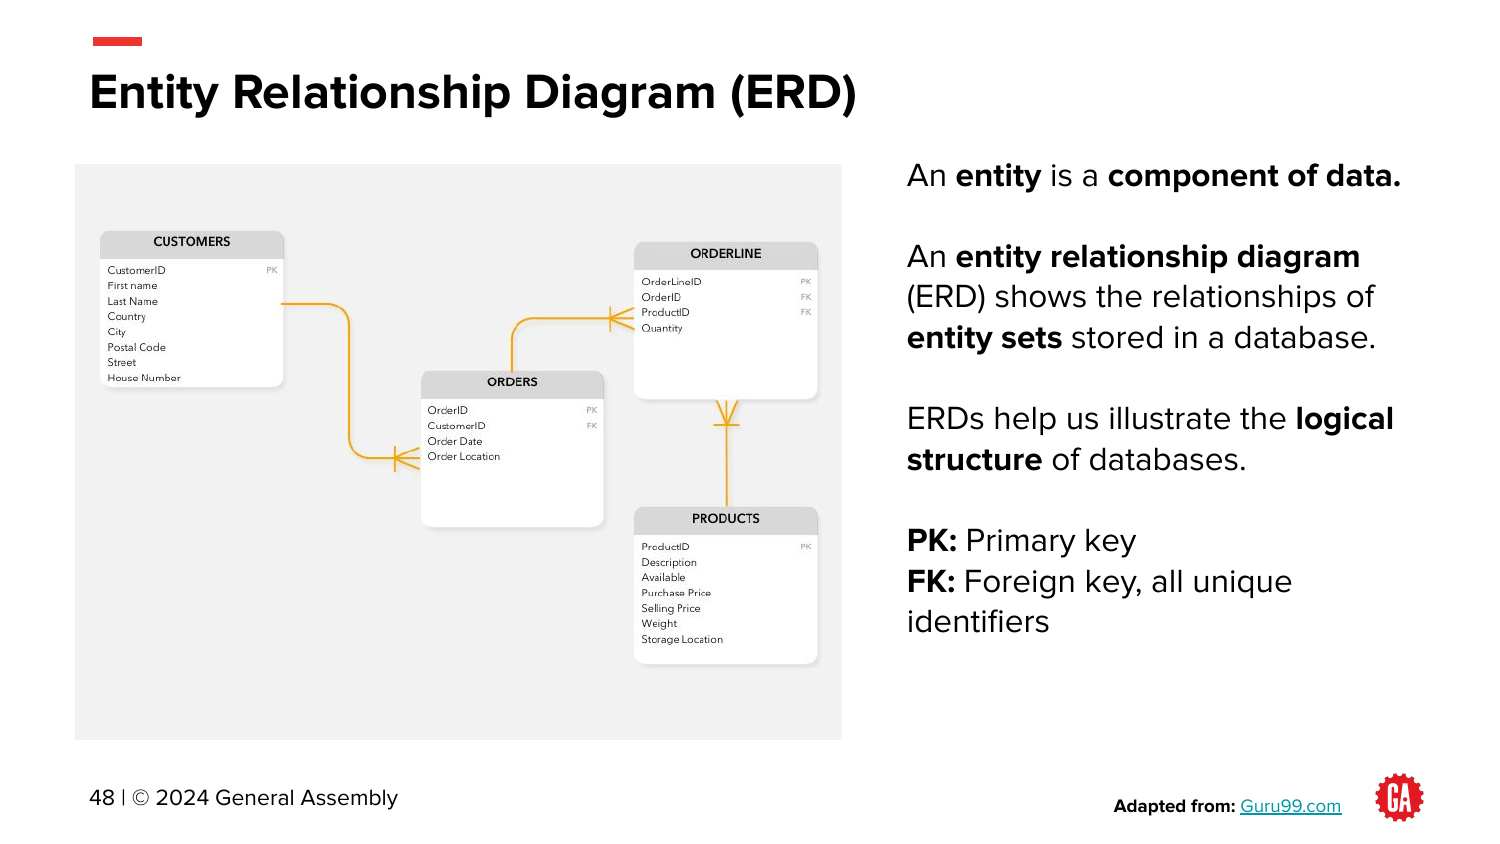 Entity Relationship Diagram (ERD)
CUSTOMERS
CustomerID PK
First name
Last Name
Country
City
Postal Code
Street
House Number
ORDERS
OrderID PK
CustomerID FK
Order Date
Order Location
ORDERLINE
OrderLineID PK
OrderID FK
ProductID FK
Quantity
PRODUCTS
ProductID PK
Description
Available
Purchase Price
Selling Price
Weight
Storage Location
An entity is a component of data.
An entity relationship diagram
(ERD) shows the relationships of
entity sets stored in a database.
ERDs help us illustrate the logical
structure of databases.
PK: Primary key
FK: Foreign key, all unique
identifiers
48 | © 2024 General Assembly
Adapted from: Guru99.com
GA